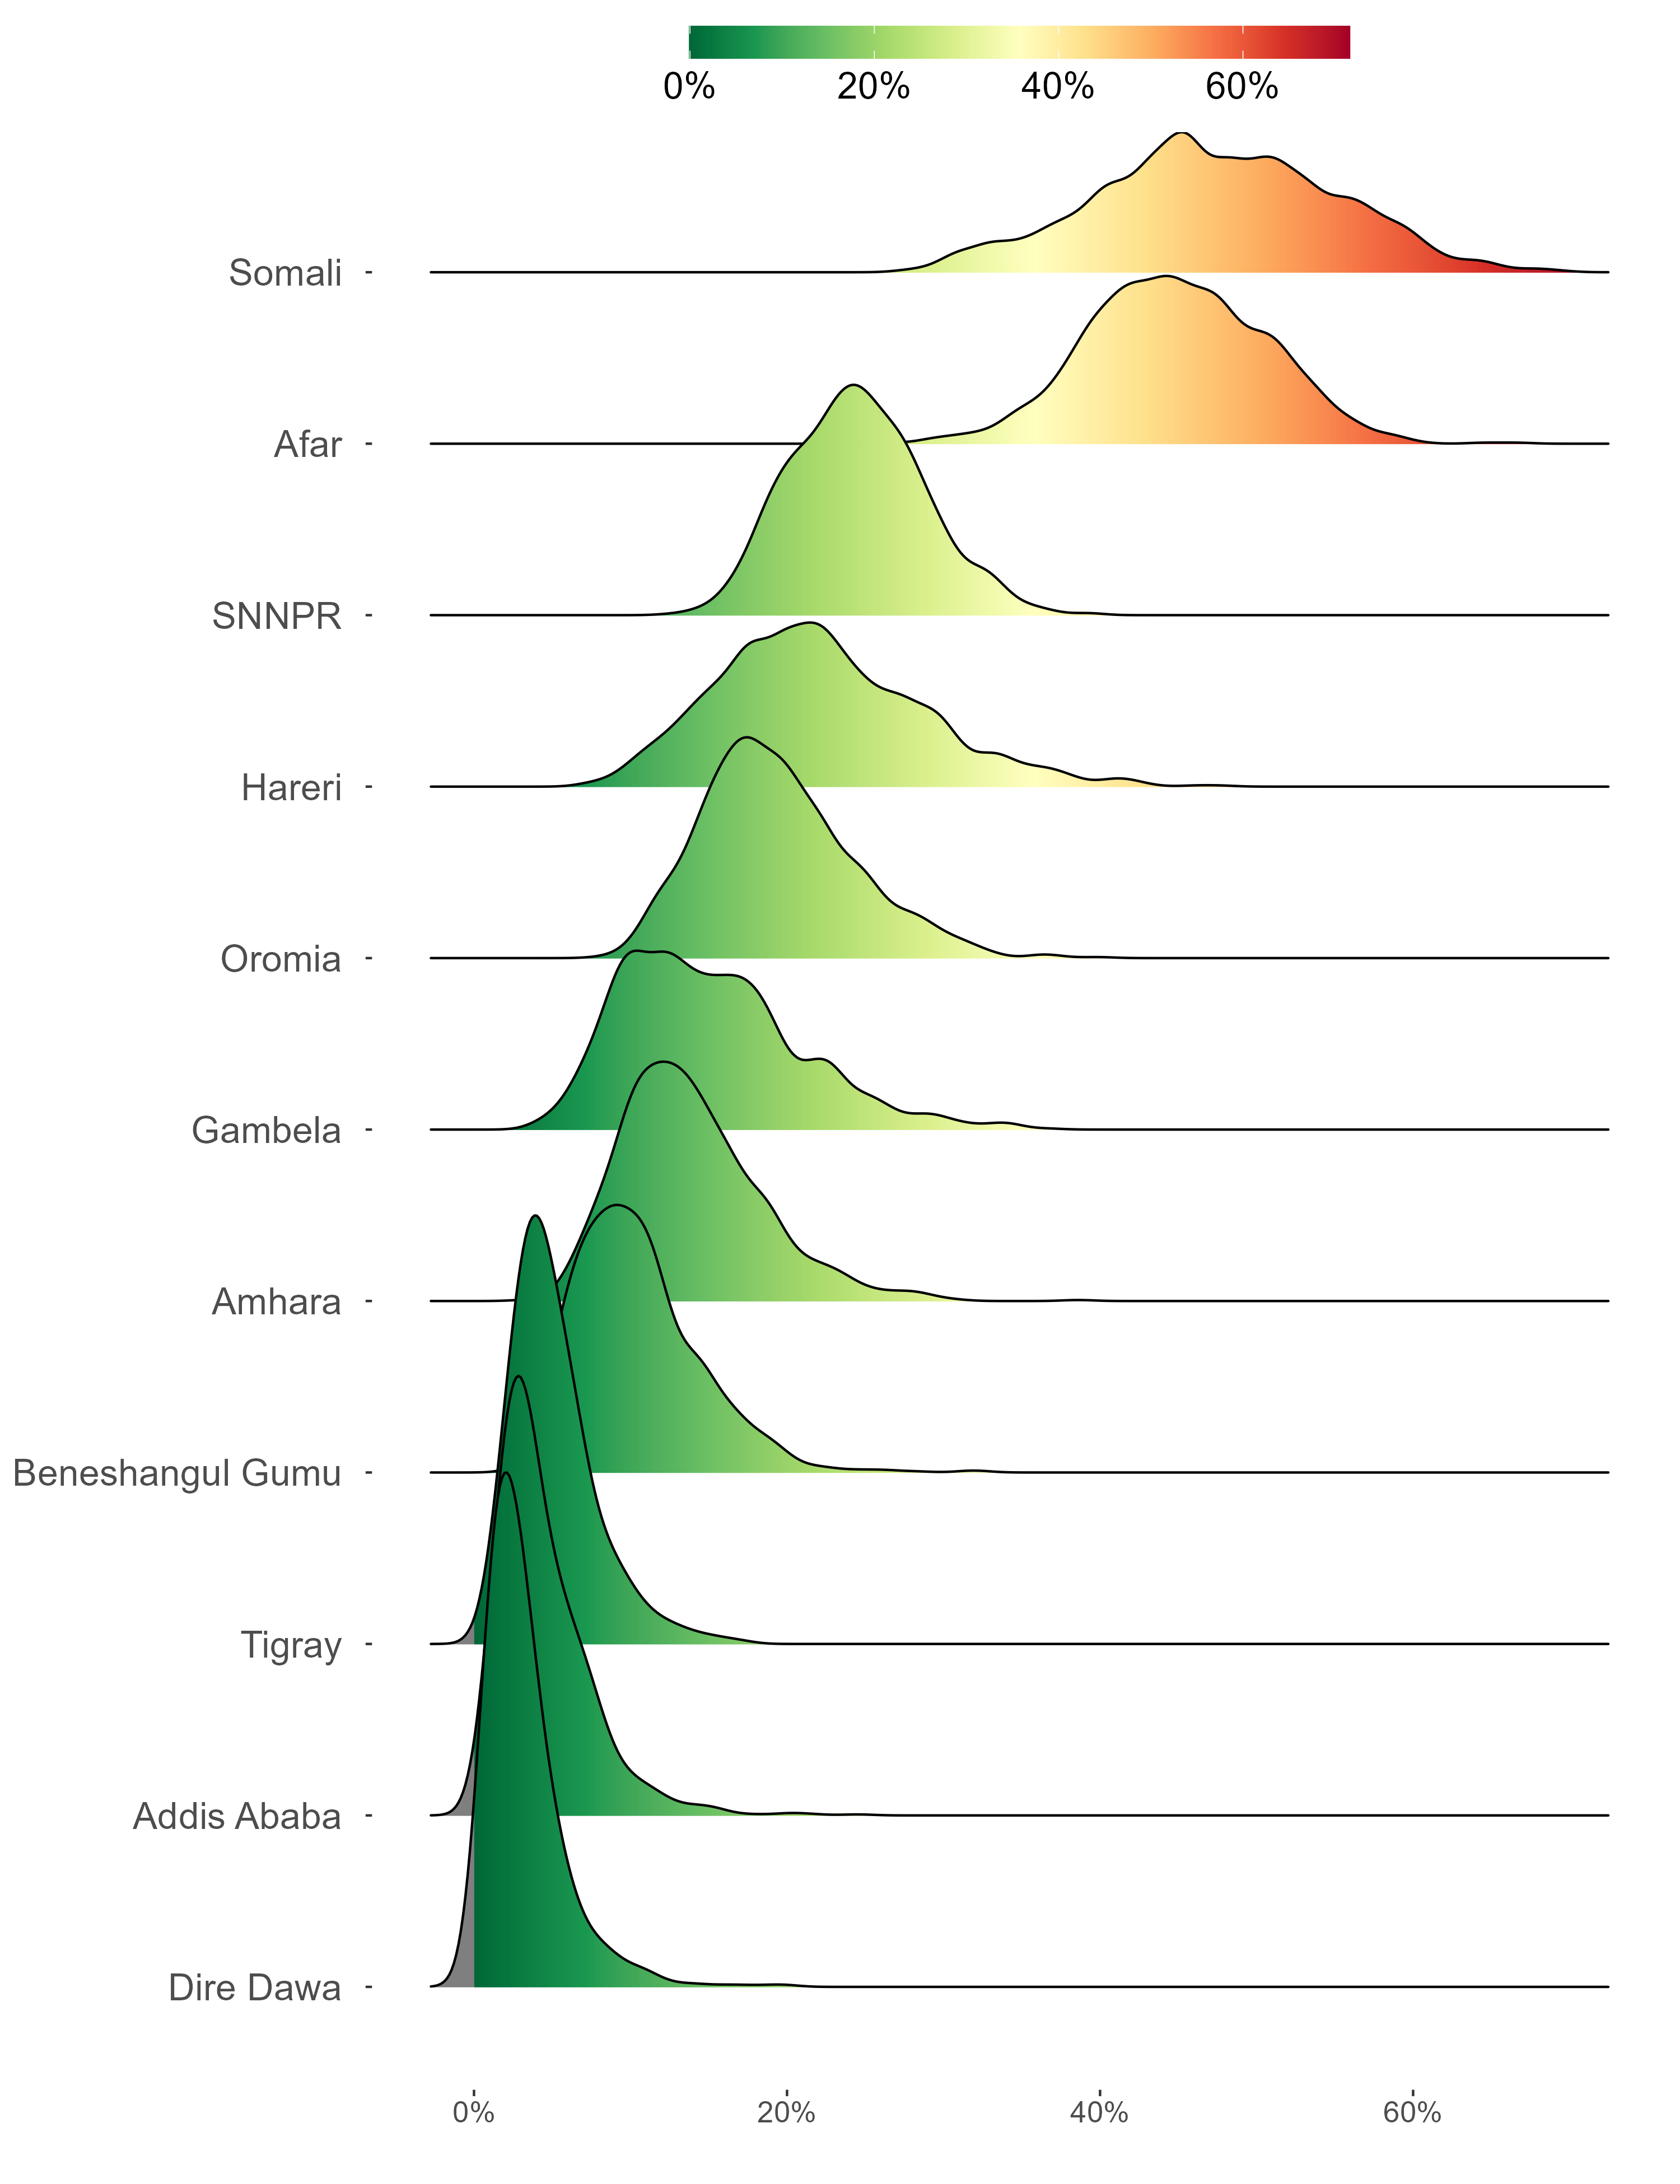 0% 20% 40% 60%
Somali
Afar
SNNPR
Hareri
Oromia
Gambela
Amhara
Beneshangul Gumu
Tigray
Addis Ababa
Dire Dawa
0% 20% 40% 60%